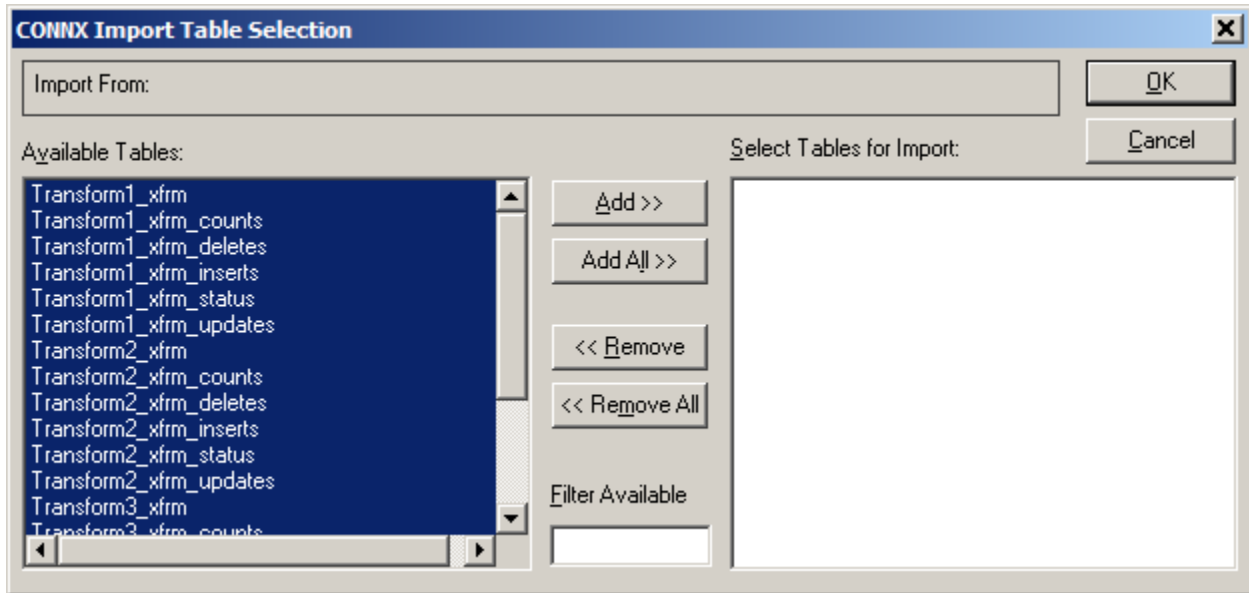 CONNX Import Table Selection
Import From:
OK
Cancel
Available Tables:
Select Tables for Import:
Transform1_xfrm
Transform1_xfrm_counts
Transform1_xfrm_deletes
Transform1_xfrm_inserts
Transform1_xfrm_status
Transform1_xfrm_updates
Transform2_xfrm
Transform2_xfrm_counts
Transform2_xfrm_deletes
Transform2_xfrm_inserts
Transform2_xfrm_status
Transform2_xfrm_updates
Transform3_xfrm
Transform3_xfrm_counts
Add >>
Add All >>
<< Remove
<< Remove All
Filter Available